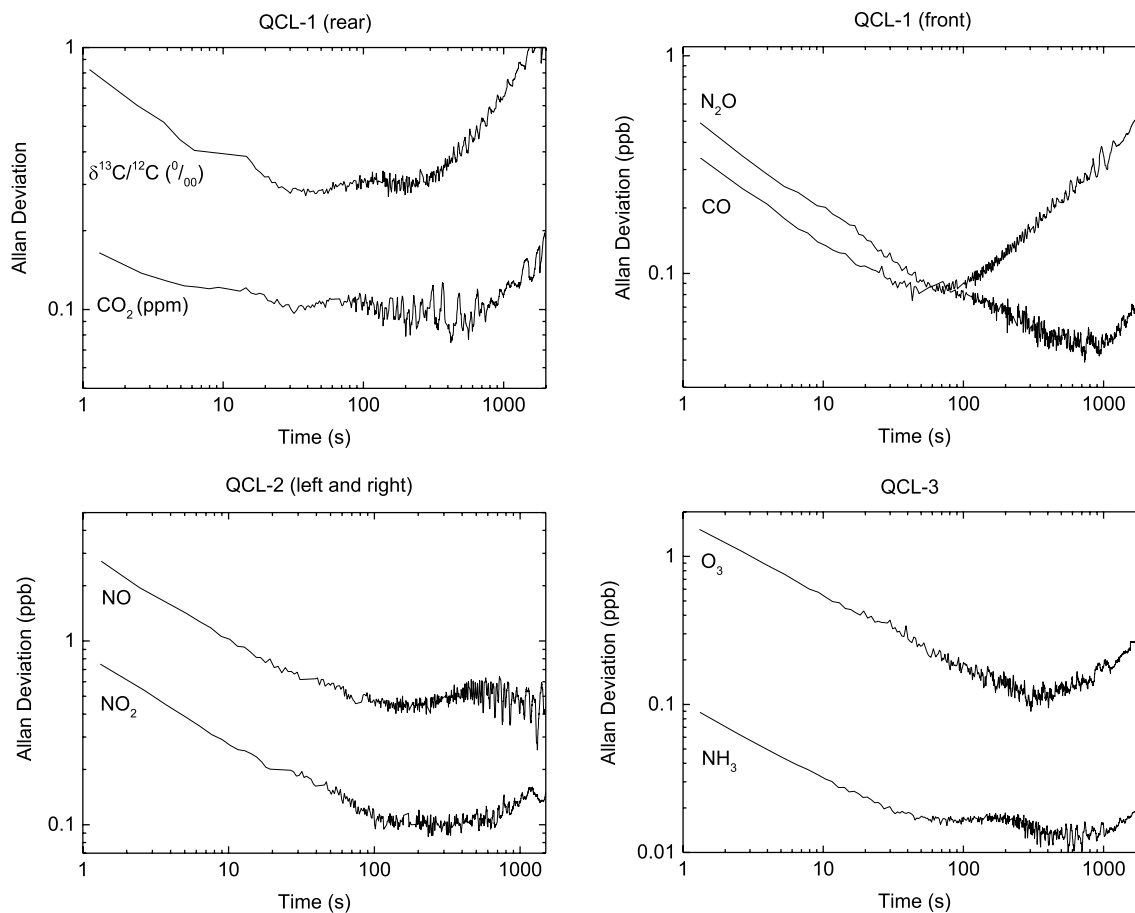 QCL-1 (rear)
1
0.1
Allan Deviation
δ¹³C/¹²C (⁰/₀₀)
CO₂ (ppm)
1 10 100 1000
Time (s)
QCL-1 (front)
1
0.1
Allan Deviation (ppb)
N₂O
CO
1 10 100 1000
Time (s)
QCL-2 (left and right)
1
0.1
Allan Deviation (ppb)
NO
NO₂
1 10 100 1000
Time (s)
QCL-3
1
0.1
0.01
Allan Deviation (ppb)
O₃
NH₃
1 10 100 1000
Time (s)